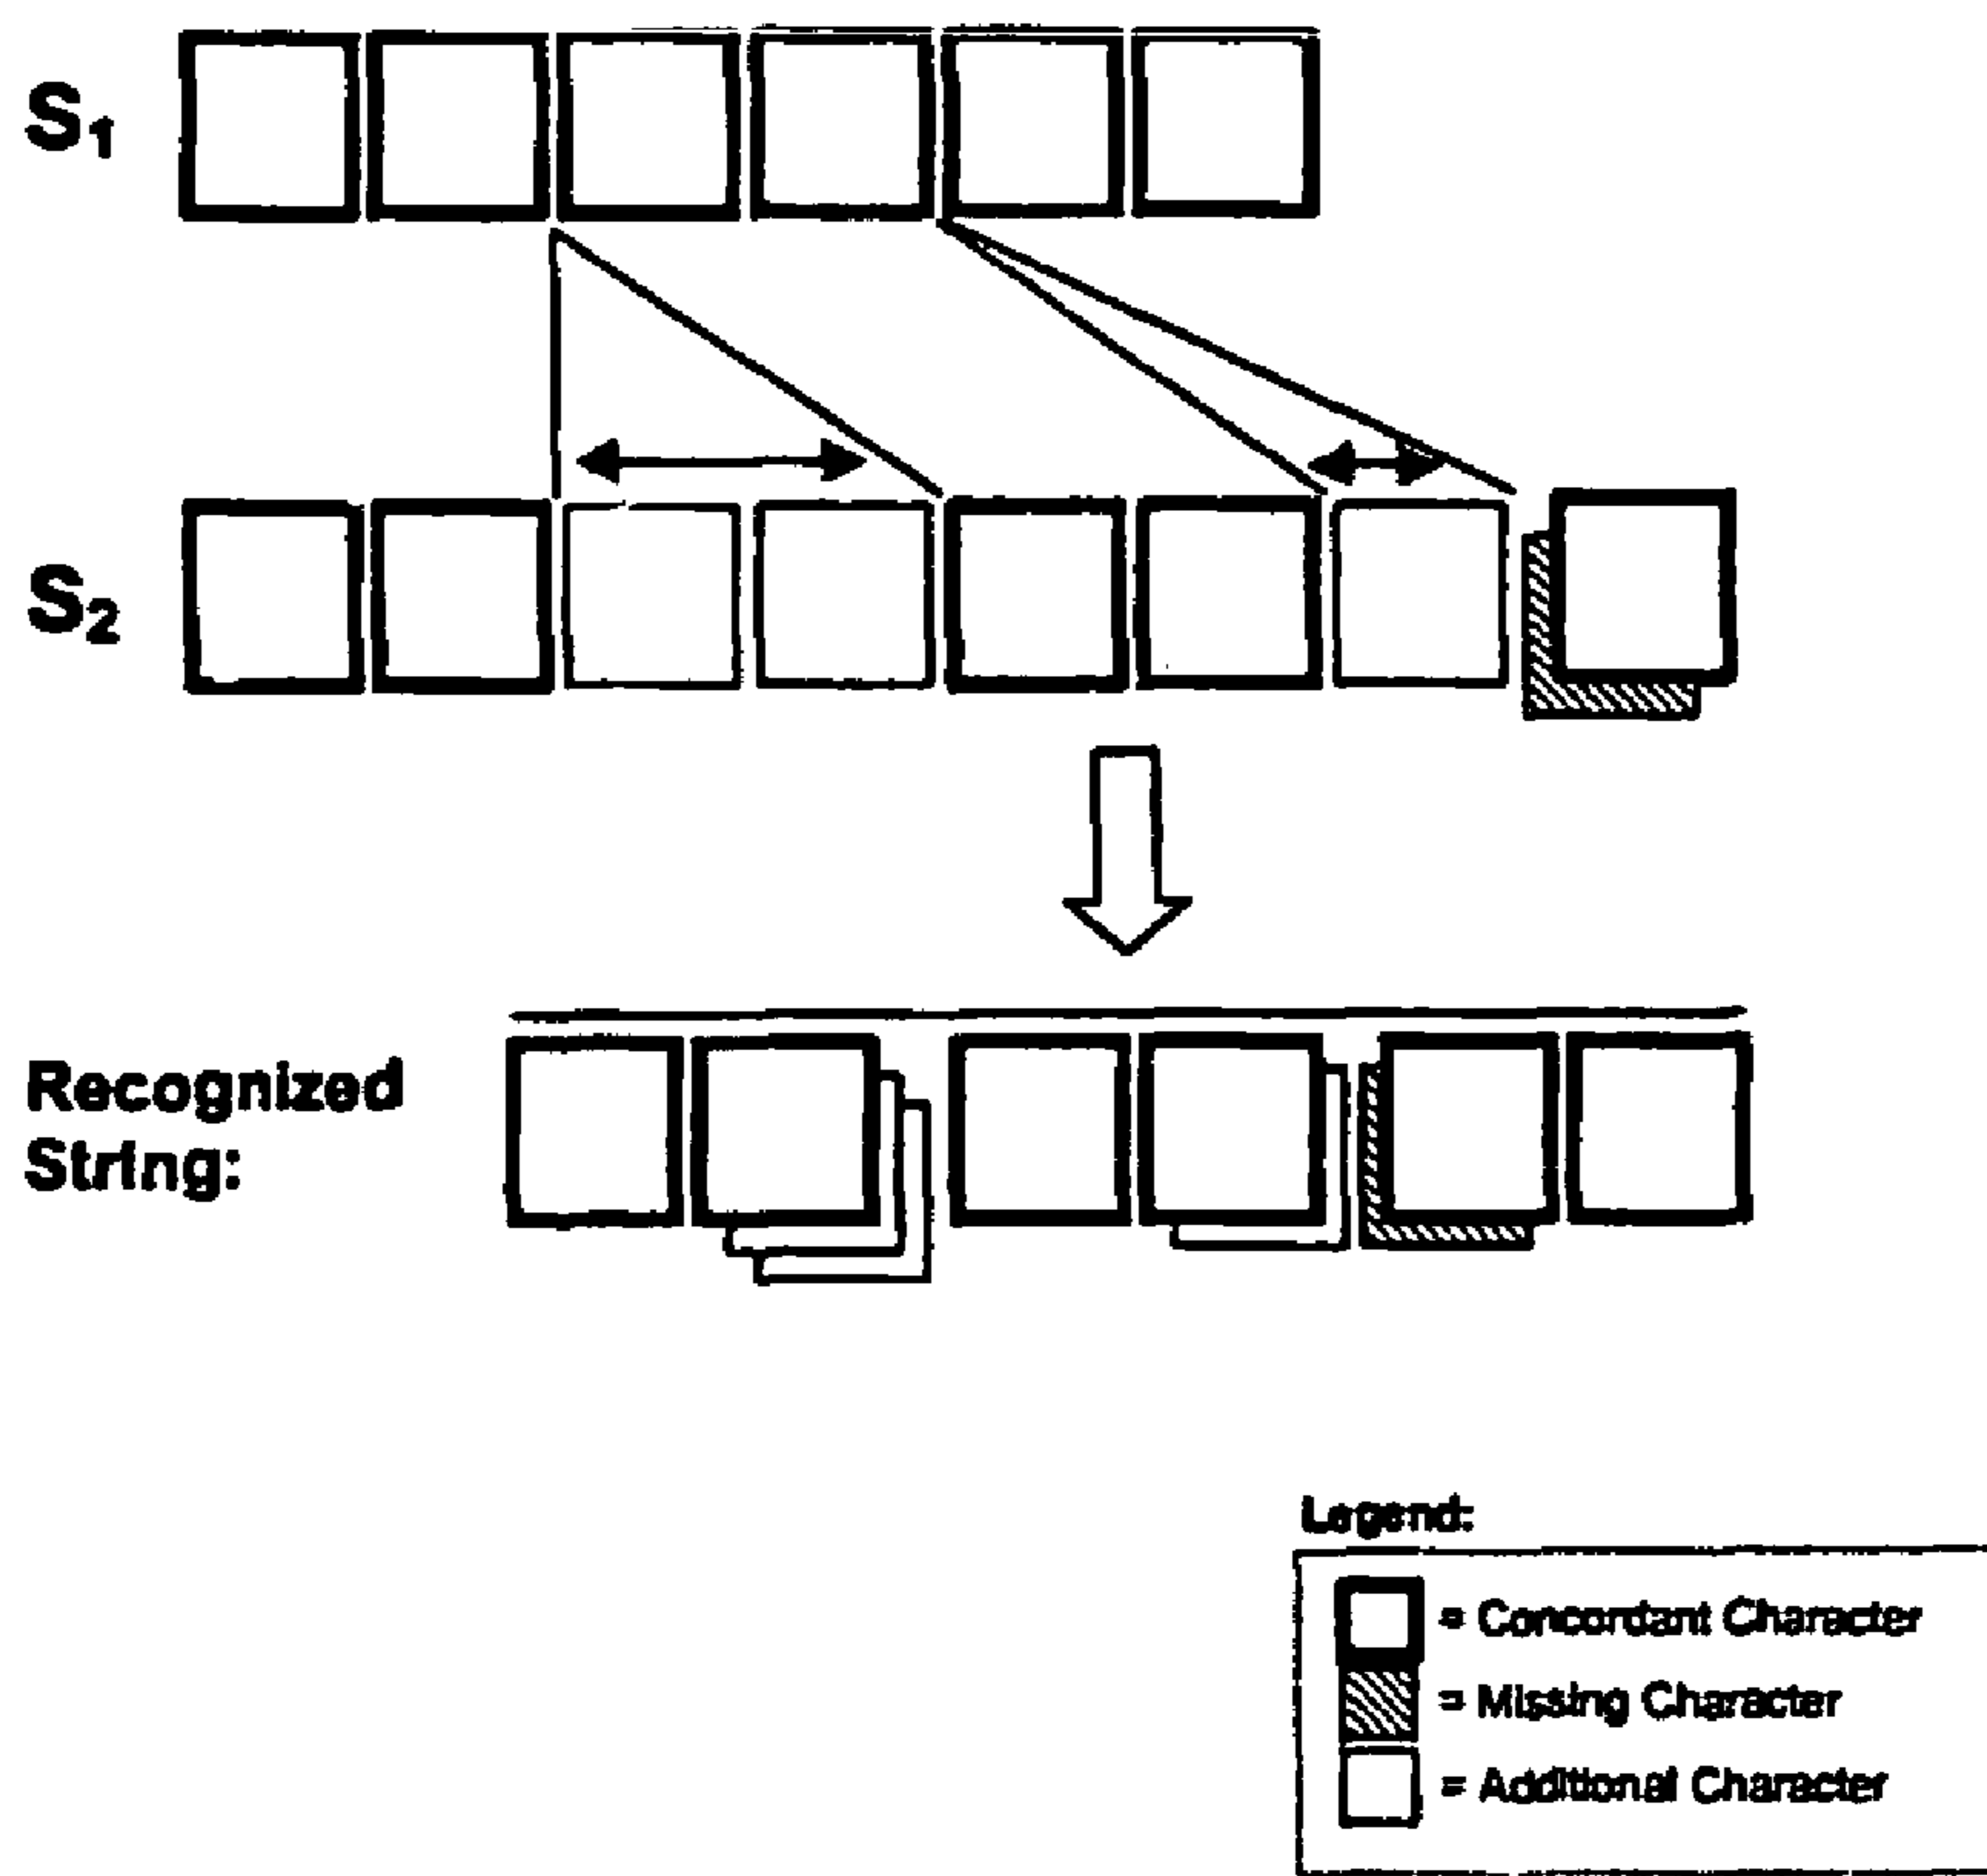 S₁
S₂
Recognized
String:
Legend:
= Concordant Character
= Missing Character
= Additional Character